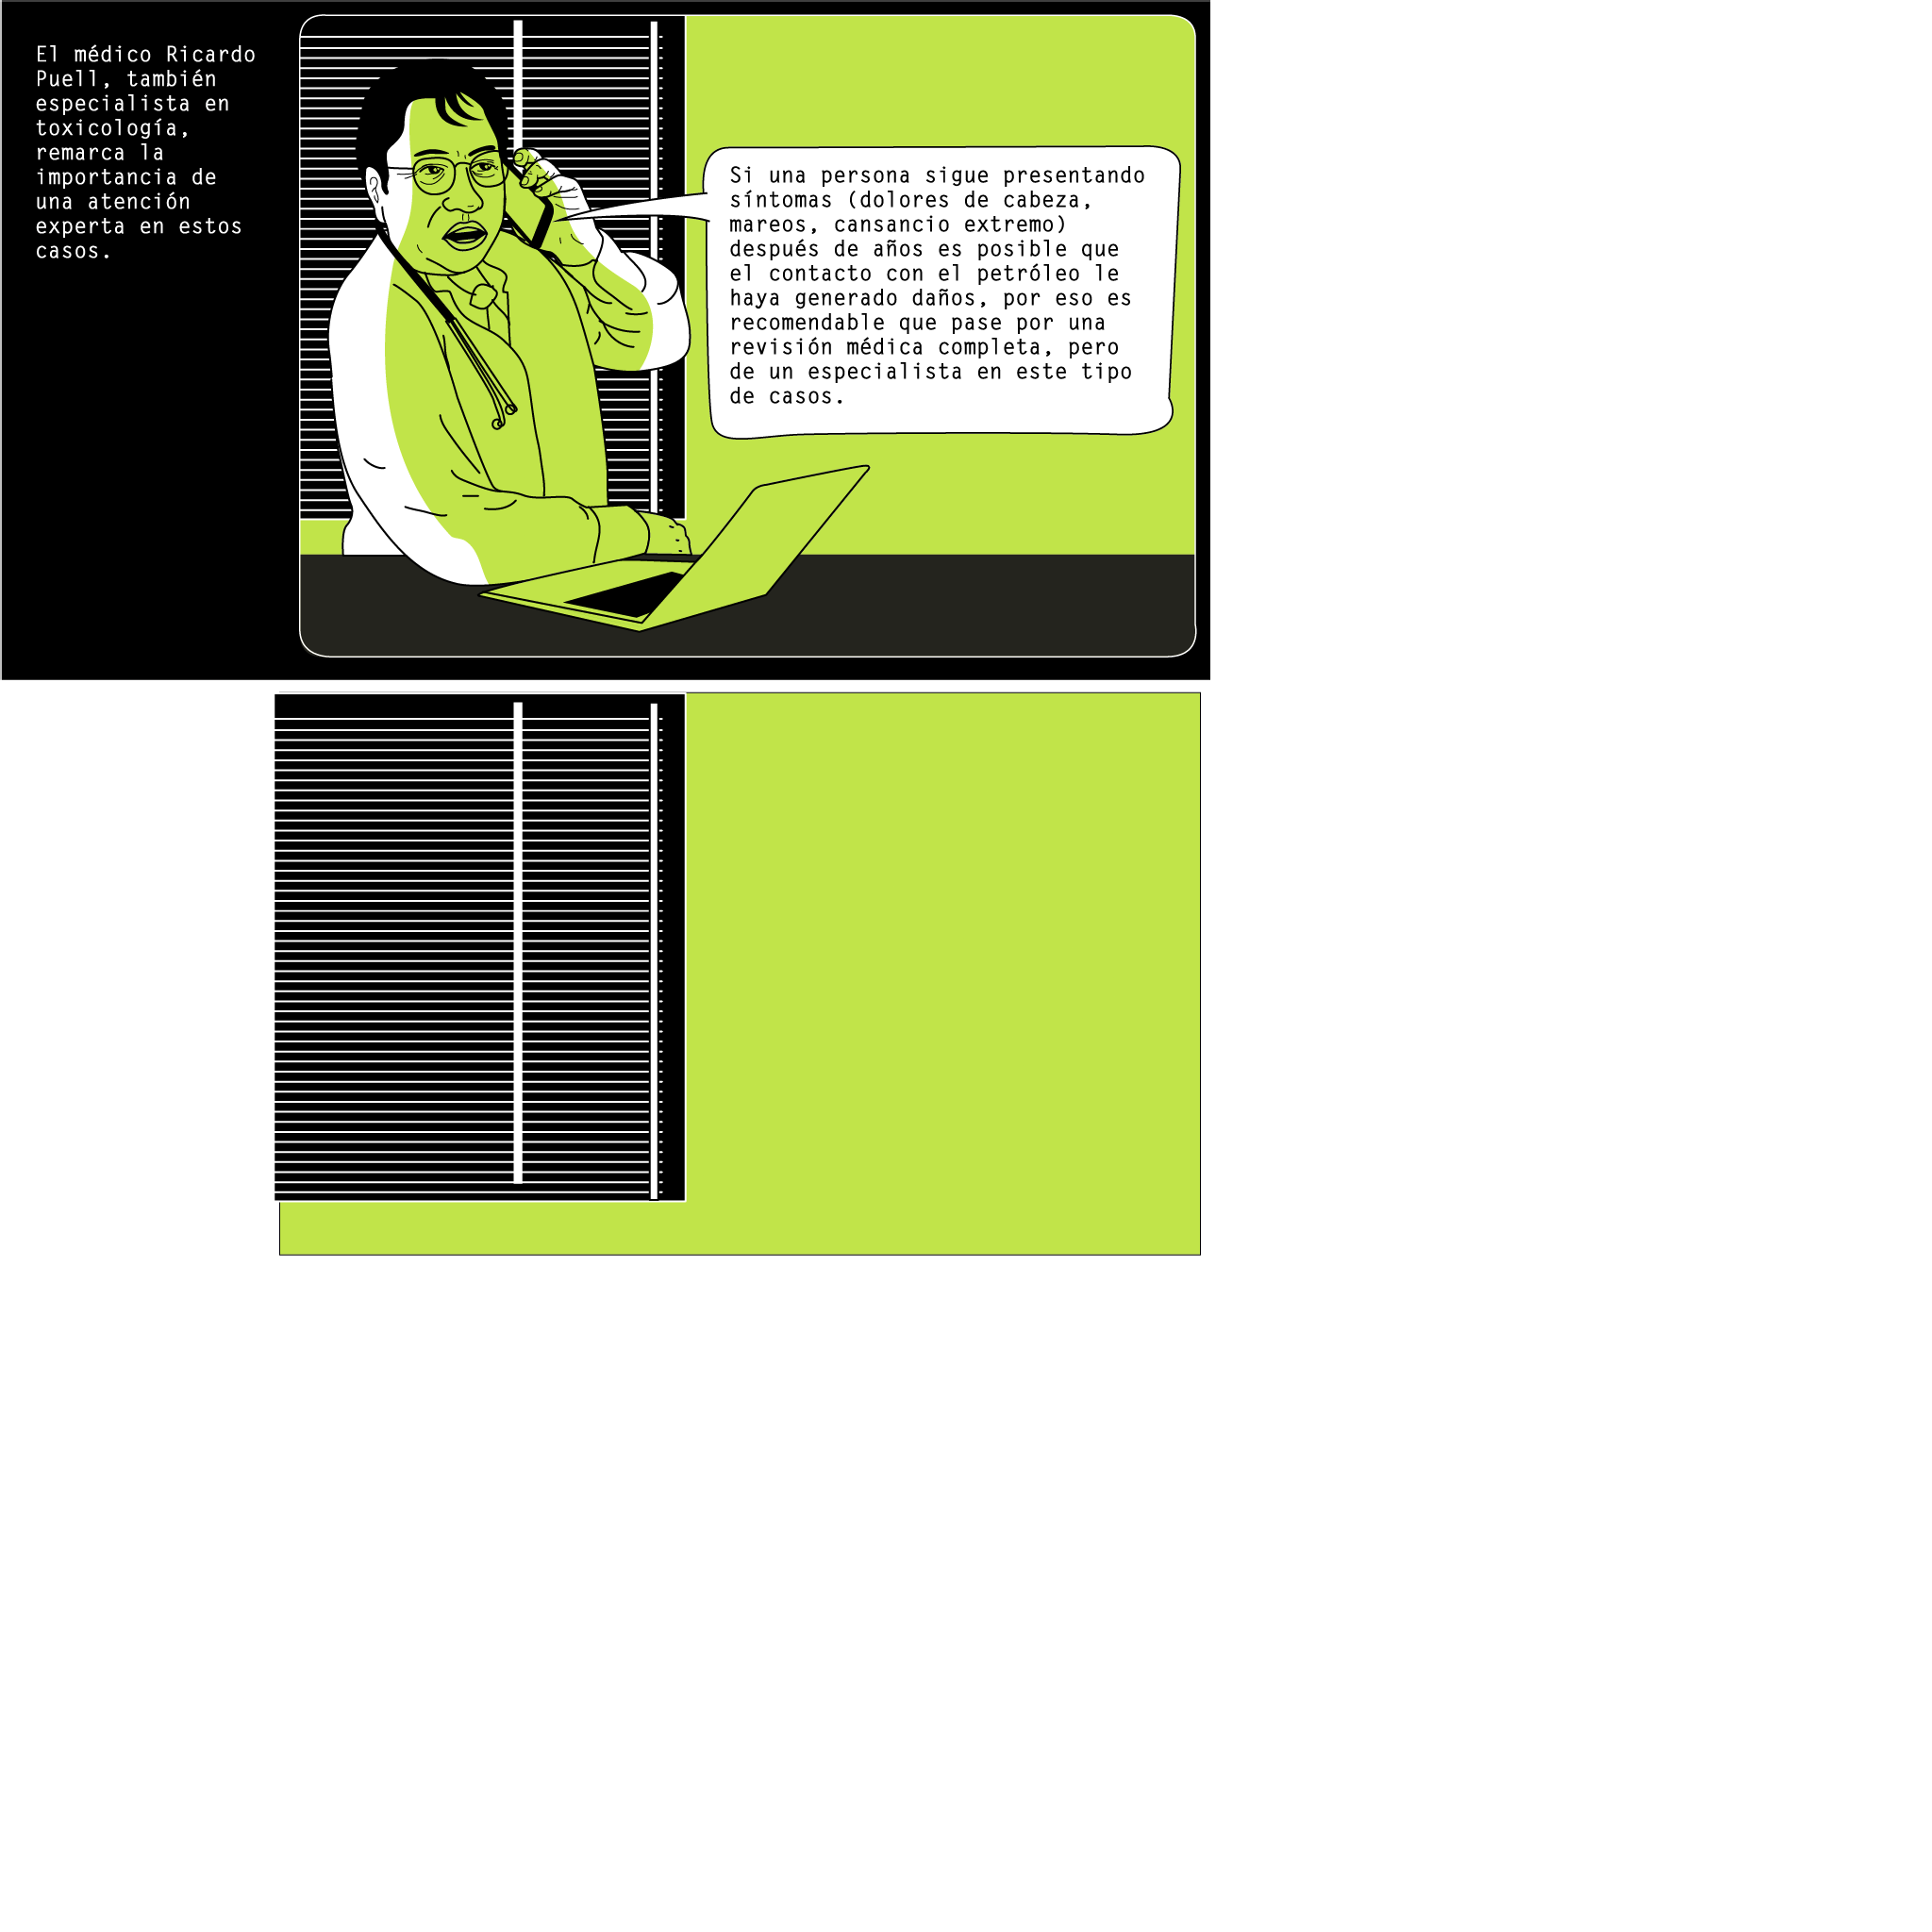 El médico Ricardo
Puell, también
especialista en
toxicología,
remarca la
importancia de
una atención
experta en estos
casos.
Si una persona sigue presentando
síntomas (dolores de cabeza,
mareos, cansancio extremo)
después de años es posible que
el contacto con el petróleo le
haya generado daños, por eso es
recomendable que pase por una
revisión médica completa, pero
de un especialista en este tipo
de casos.